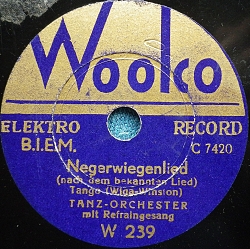 Woolco
ELEKTRO RECORD
B.I.E.M. C 7420
Negerwiegenlied
(nach dem bekannten Lied)
Tango (Wiga-Winston)
TANZ-ORCHESTER
mit Refraingesang
W 239